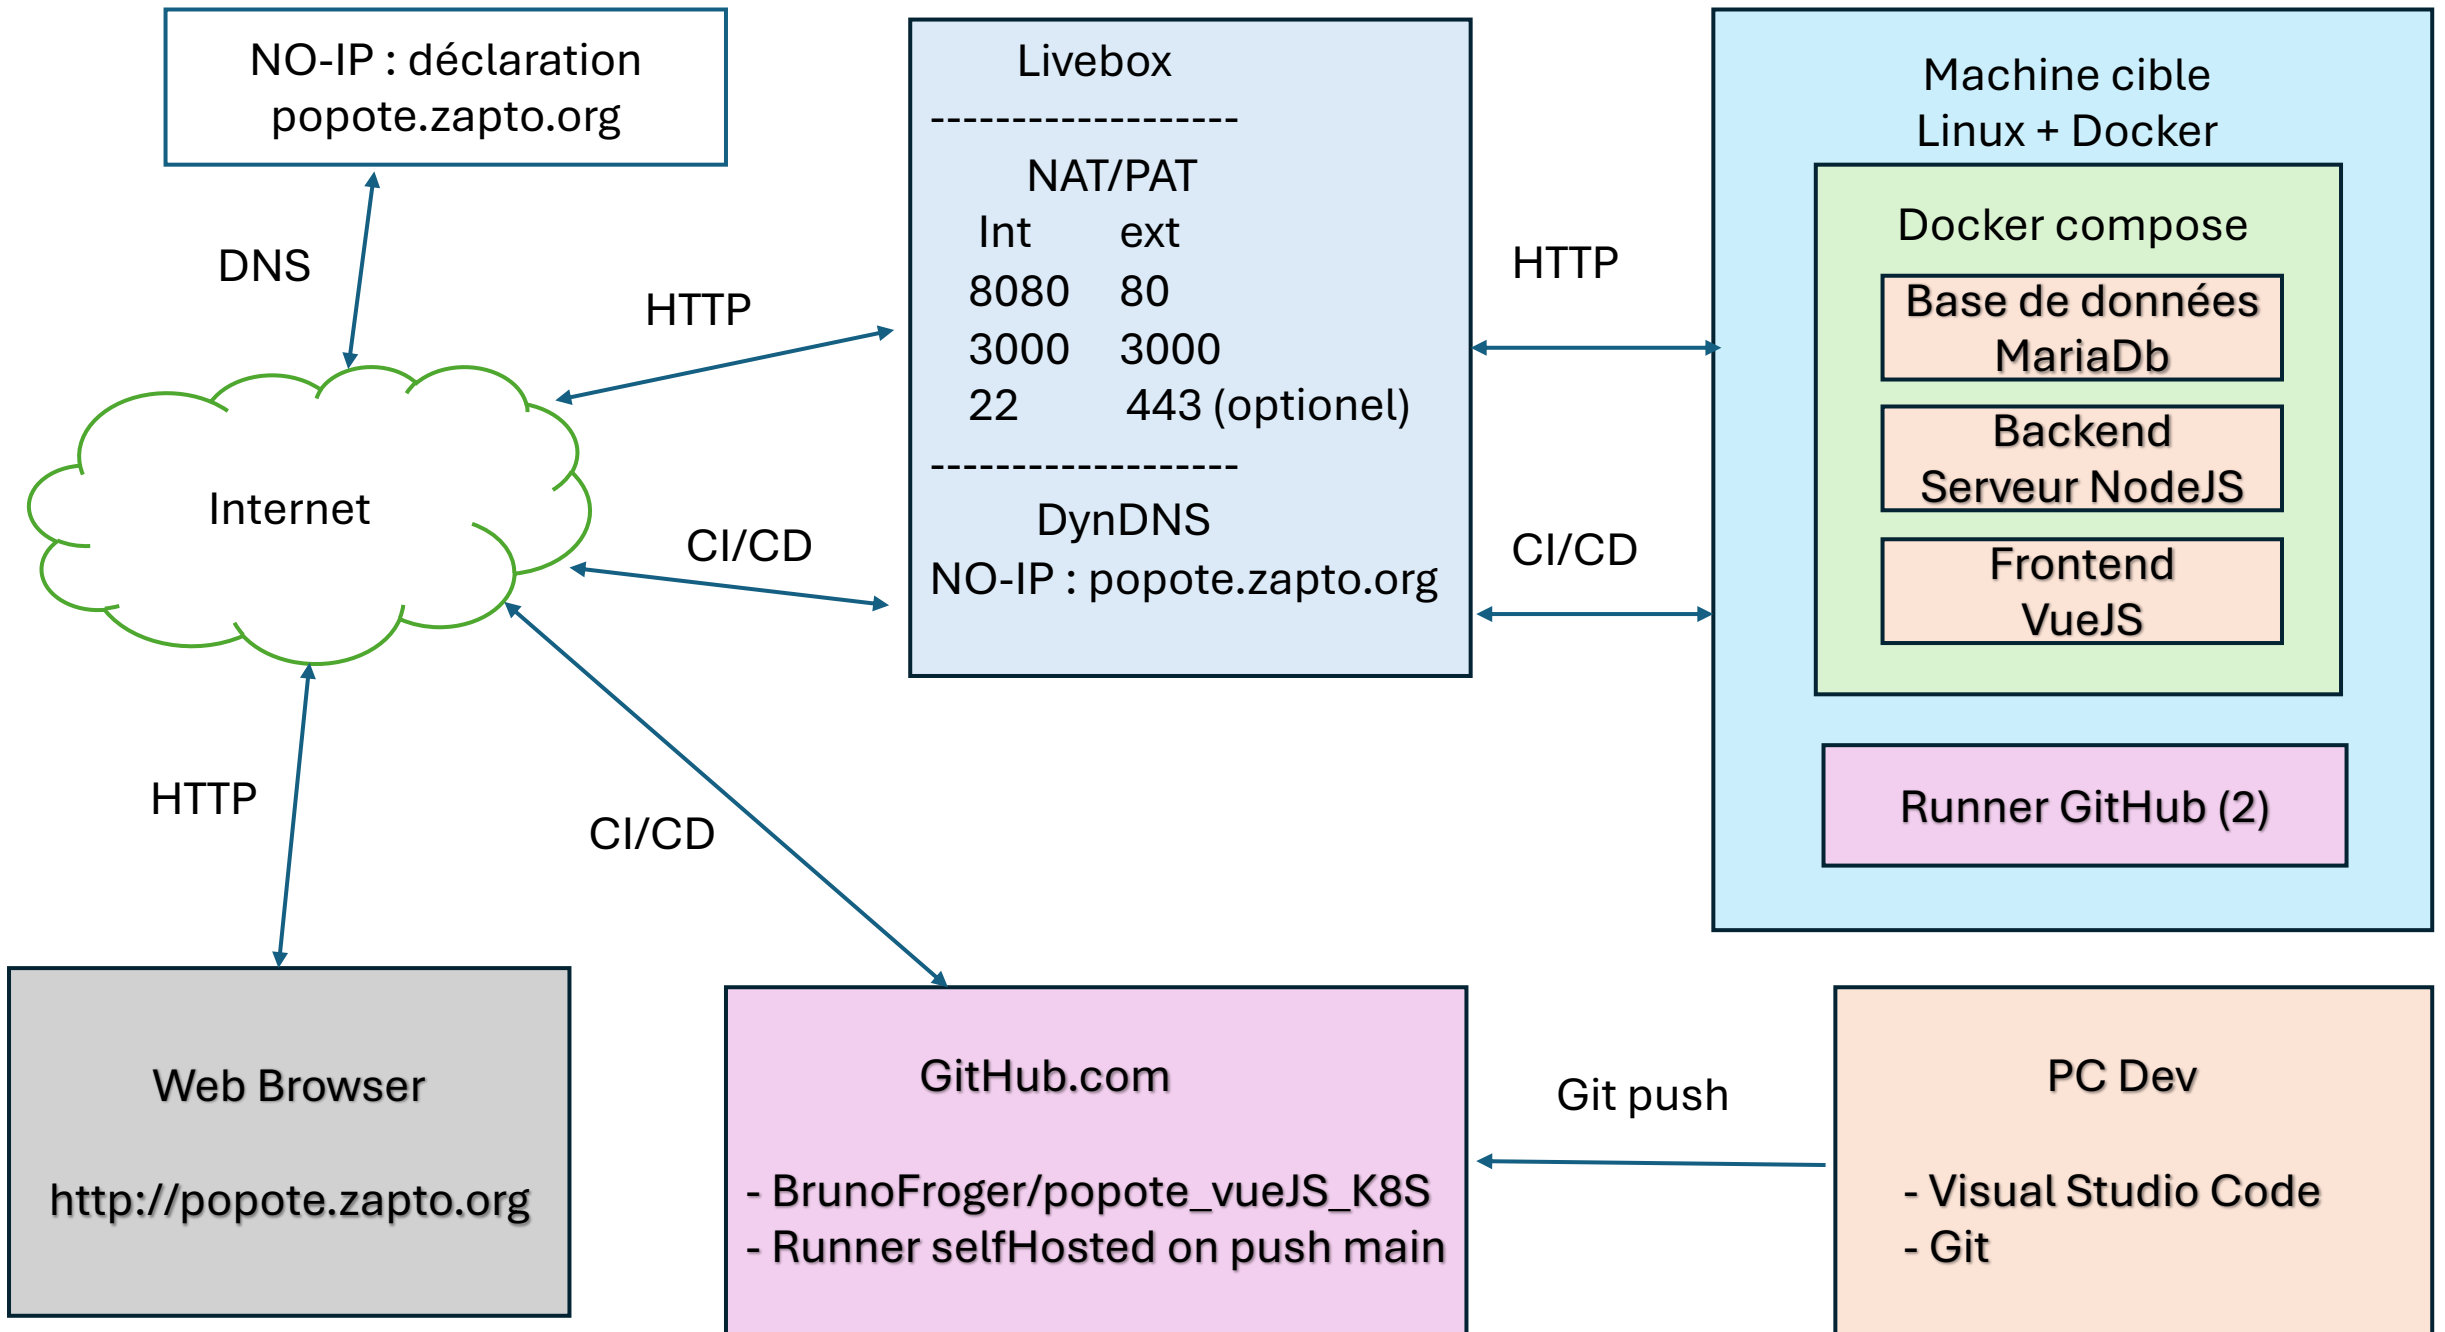 NO-IP : déclaration
popote.zapto.org
DNS
HTTP
Internet
CI/CD
Livebox
-------------------
NAT/PAT
Int ext
8080 80
3000 3000
22 443 (optionel)
-------------------
DynDNS
NO-IP : popote.zapto.org
HTTP
CI/CD
Machine cible
Linux + Docker
Docker compose
Base de données
MariaDb
Backend
Serveur NodeJS
Frontend
VueJS
Runner GitHub (2)
HTTP
CI/CD
Web Browser
http://popote.zapto.org
GitHub.com
- BrunoFroger/popote_vueJS_K8S
- Runner selfHosted on push main
Git push
PC Dev
- Visual Studio Code
- Git